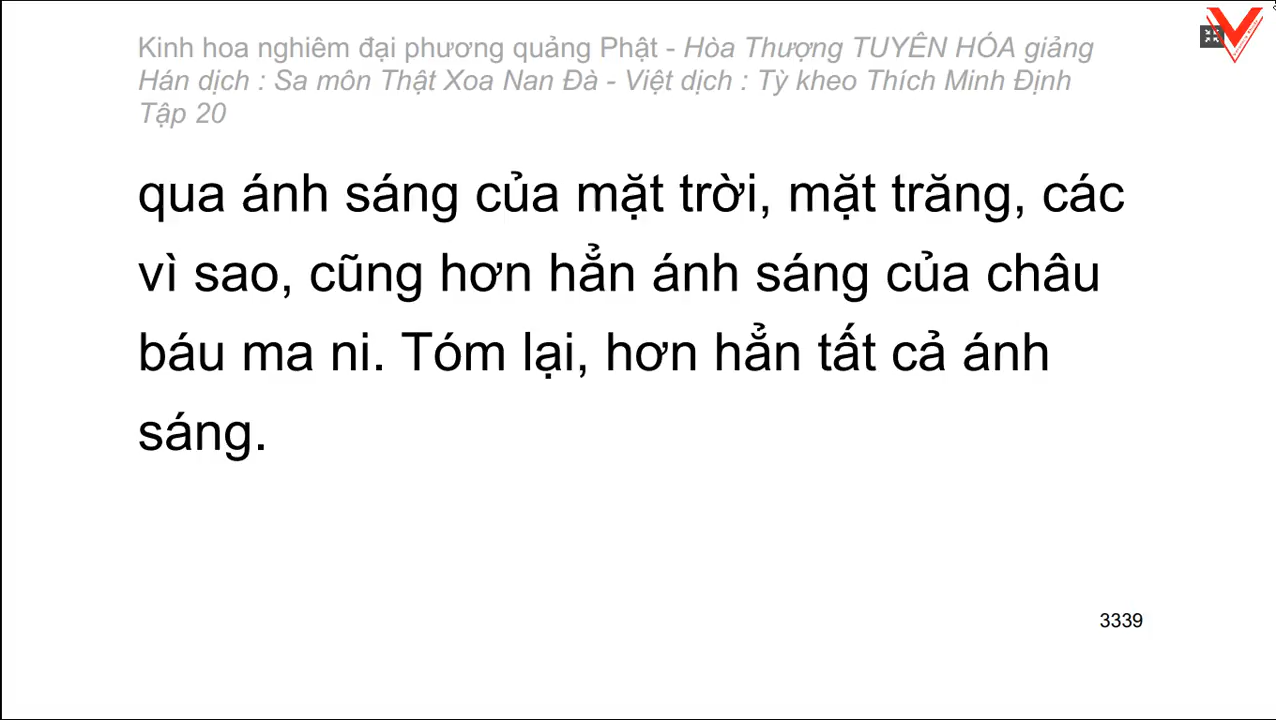 Kinh hoa nghiêm đại phương quảng Phật - Hòa Thượng TUYÊN HÓA giảng
Hán dịch : Sa môn Thật Xoa Nan Đà - Việt dịch : Tỳ kheo Thích Minh Định
Tập 20
qua ánh sáng của mặt trời, mặt trăng, các
vì sao, cũng hơn hẳn ánh sáng của châu
báu ma ni. Tóm lại, hơn hẳn tất cả ánh
sáng.
3339